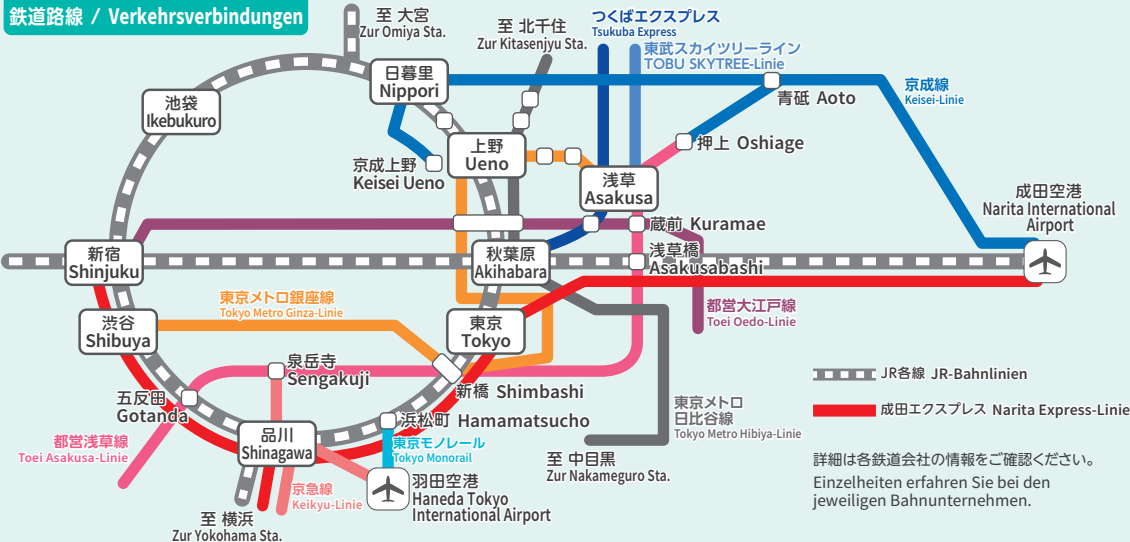 鉄道路線 / Verkehrsverbindungen
至 大宮
Zur Omiya Sta.
至 北千住
Zur Kitasenjyu Sta.
つくばエクスプレス
Tsukuba Express
東武スカイツリーライン
TOBU SKYTREE-Linie
日暮里
Nippori
京成線
Keisei-Linie
青砥 Aoto
池袋
Ikebukuro
上野
Ueno
押上 Oshiage
京成上野
Keisei Ueno
浅草
Asakusa
成田空港
Narita International
Airport
蔵前 Kuramae
新宿
Shinjuku
秋葉原
Akihabara
浅草橋
Asakusabashi
東京メトロ銀座線
Tokyo Metro Ginza-Linie
都営大江戸線
Toei Oedo-Linie
渋谷
Shibuya
東京
Tokyo
泉岳寺
Sengakuji
新橋 Shimbashi
JR各線 JR-Bahnlinien
五反田
Gotanda
浜松町 Hamamatsucho
東京メトロ
日比谷線
Tokyo Metro Hibiya-Linie
成田エクスプレス Narita Express-Linie
都営浅草線
Toei Asakusa-Linie
品川
Shinagawa
東京モノレール
Tokyo Monorail
至 中目黒
Zur Nakameguro Sta.
詳細は各鉄道会社の情報をご確認ください。
Einzelheiten erfahren Sie bei den
jeweiligen Bahnunternehmen.
京急線
Keikyu-Linie
羽田空港
Haneda Tokyo
International Airport
至 横浜
Zur Yokohama Sta.